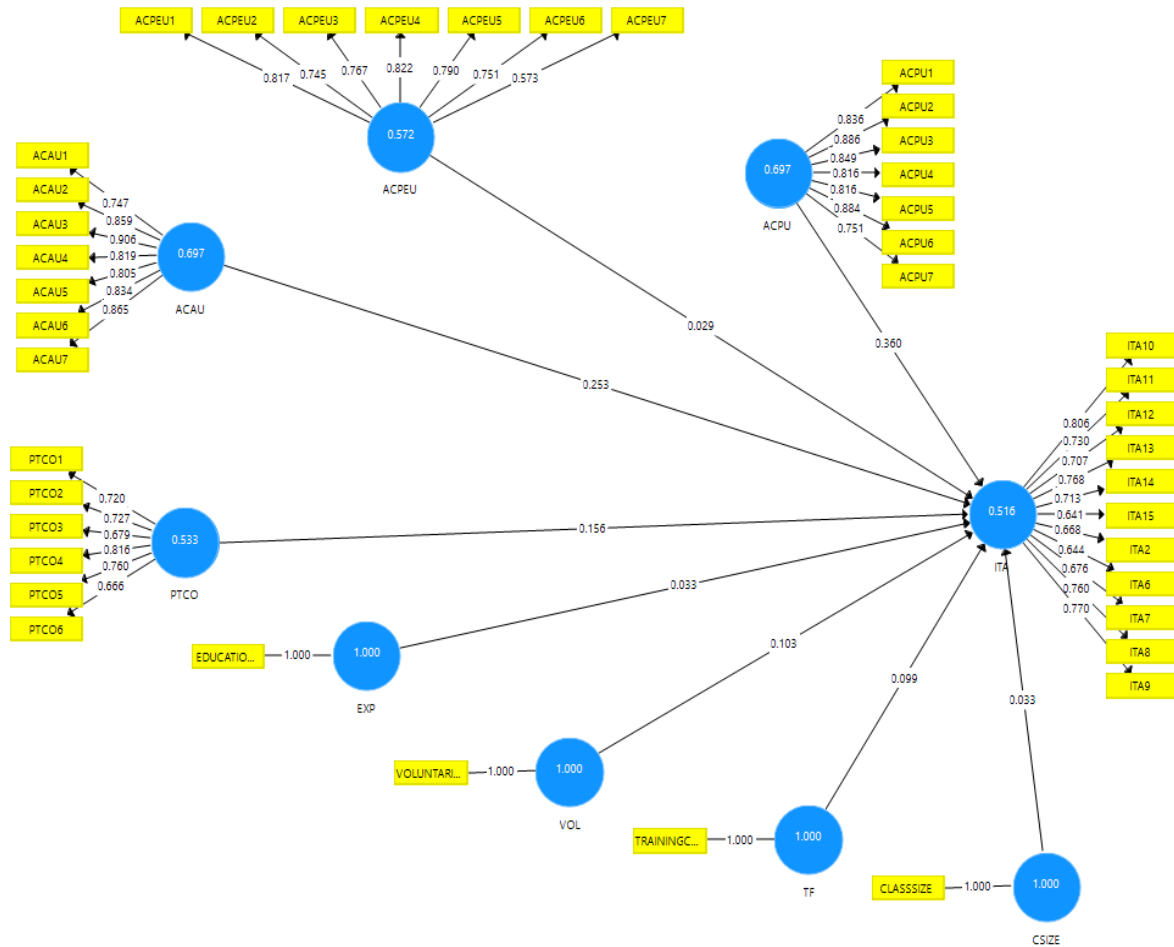 ACPEU1
ACPEU2
ACPEU3
ACPEU4
ACPEU5
ACPEU6
ACPEU7
0.817
0.745
0.767
0.822
0.790
0.751
0.573
0.572
ACPEU
ACPU1
ACPU2
ACPU3
ACPU4
ACPU5
ACPU6
ACPU7
0.836
0.886
0.849
0.816
0.816
0.884
0.751
0.697
ACPU
ACAU1
ACAU2
ACAU3
ACAU4
ACAU5
ACAU6
ACAU7
0.747
0.859
0.906
0.819
0.805
0.834
0.865
0.697
ACAU
0.029
0.360
0.253
ITA10
ITA11
ITA12
ITA13
ITA14
ITA15
ITA2
ITA6
ITA7
ITA8
ITA9
0.806
0.730
0.707
0.768
0.713
0.641
0.668
0.644
0.676
0.760
0.770
0.516
ITA
PTCO1
PTCO2
PTCO3
PTCO4
PTCO5
PTCO6
0.720
0.727
0.679
0.816
0.760
0.666
0.533
PTCO
0.156
0.033
0.103
0.099
0.033
EDUCATIO...
1.000
1.000
EXP
VOLUNTARI...
1.000
1.000
VOL
TRAININGC...
1.000
1.000
TF
CLASSSIZE
1.000
1.000
CSIZE